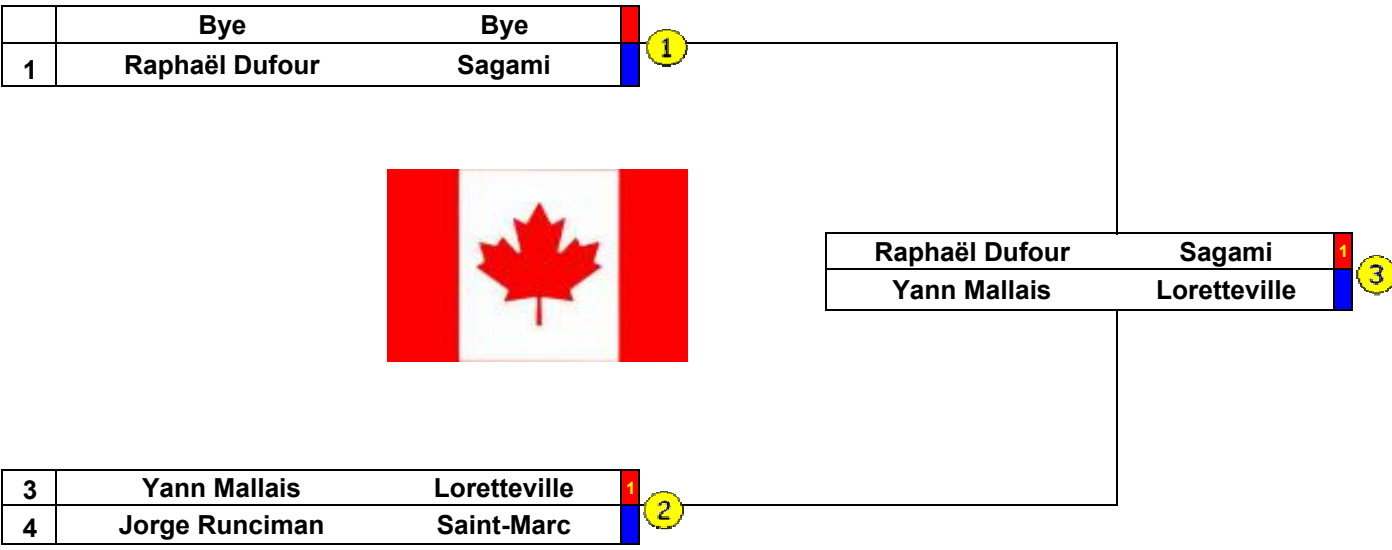 Bye Bye
1 Raphaël Dufour Sagami
1
Raphaël Dufour Sagami 1
Yann Mallais Loretteville
3
3 Yann Mallais Loretteville 1
4 Jorge Runciman Saint-Marc
2